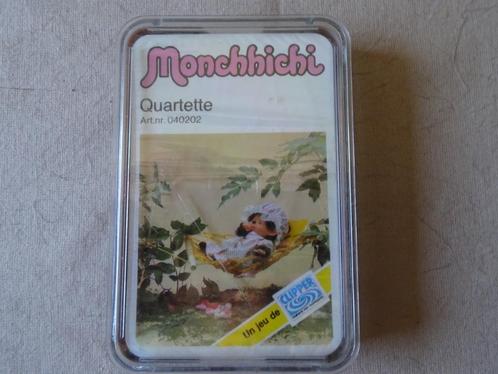 Monchhichi
Quartette
Art.nr. 040202
Un jeu de
CLIPPER